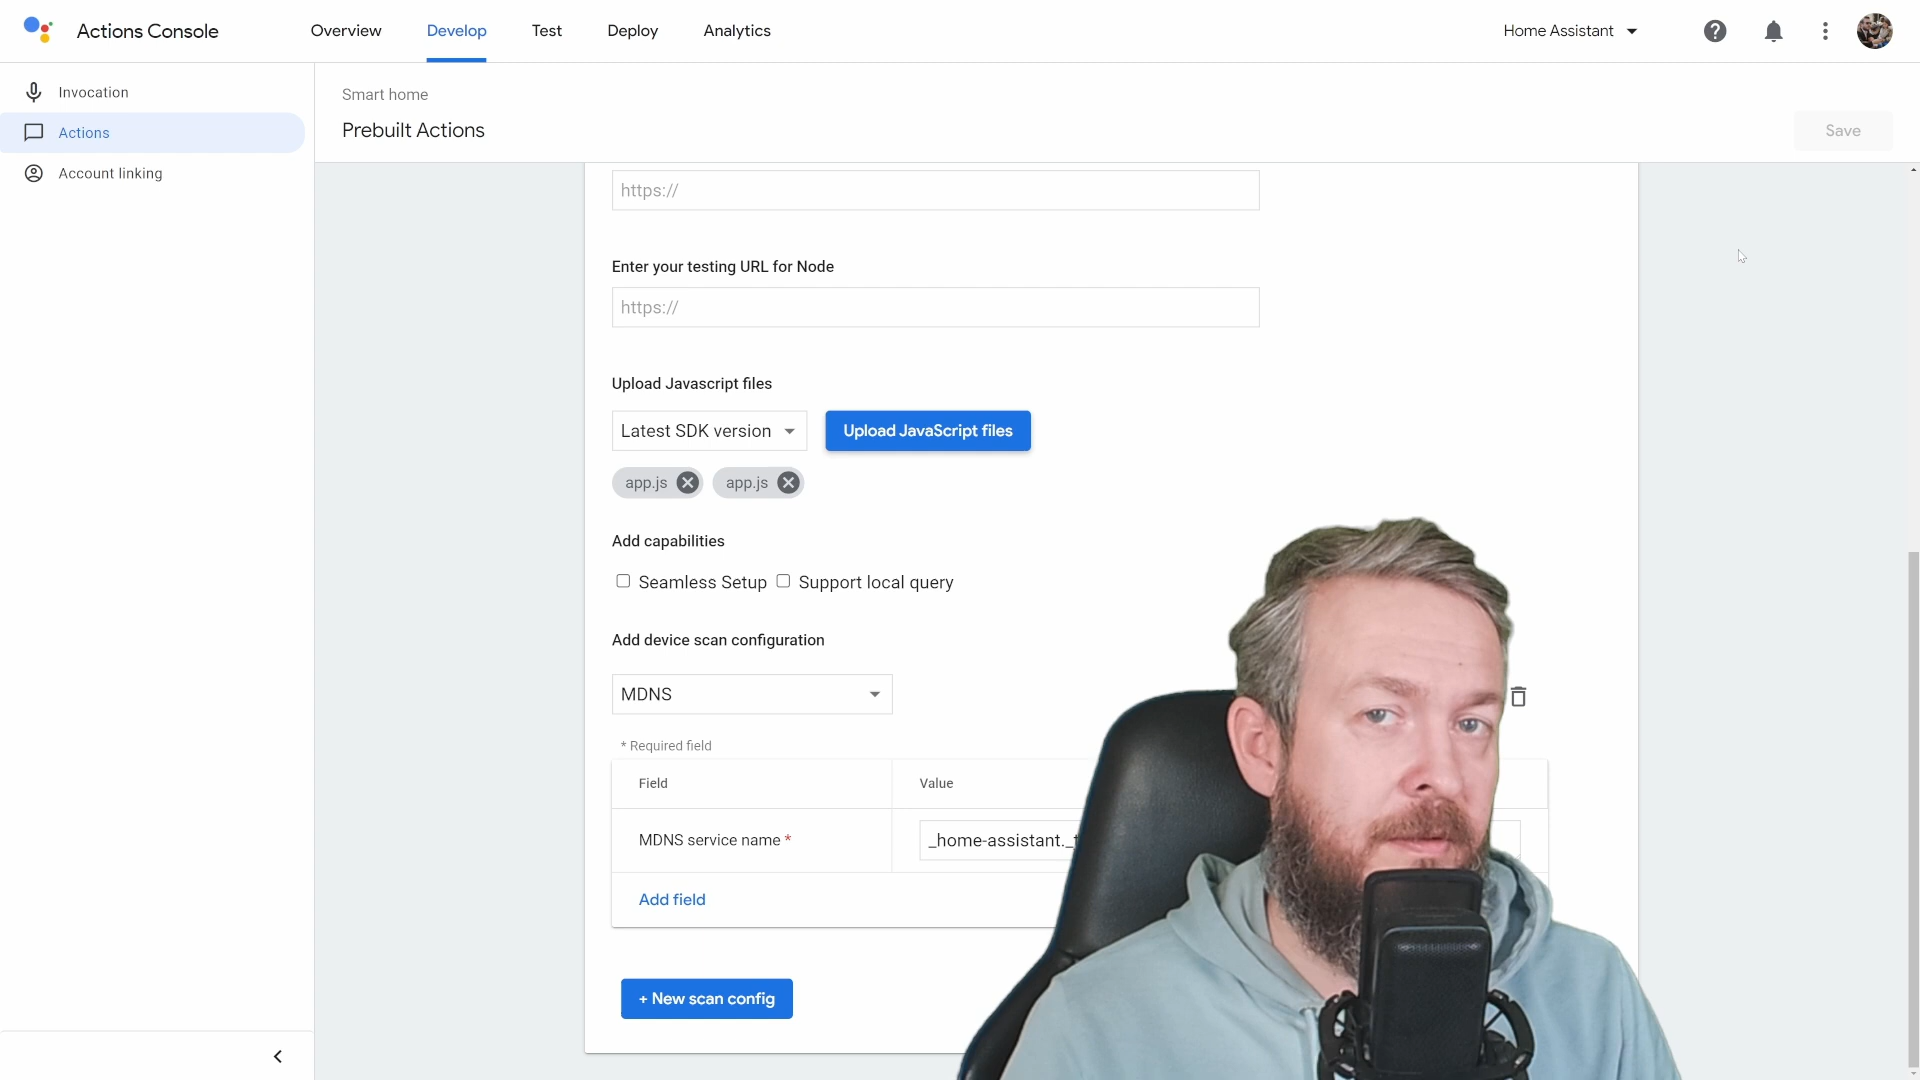 Actions Console
Overview
Develop
Test
Deploy
Analytics
Home Assistant
Invocation
Actions
Account linking
Smart home
Prebuilt Actions
Save
https://
Enter your testing URL for Node
https://
Upload Javascript files
Latest SDK version
Upload JavaScript files
app.js
app.js
Add capabilities
Seamless Setup
Support local query
Add device scan configuration
MDNS
* Required field
Field
Value
MDNS service name *
_home-assistant._
Add field
+ New scan config